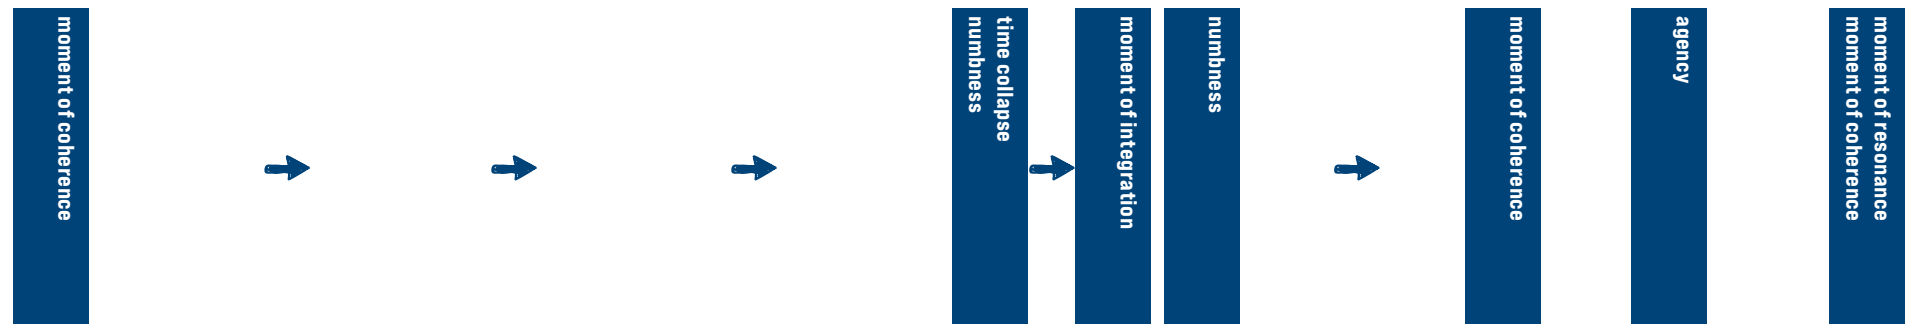 moment of coherence
time collapse
numbness
moment of integration
numbness
moment of coherence
agency
moment of resonance
moment of coherence